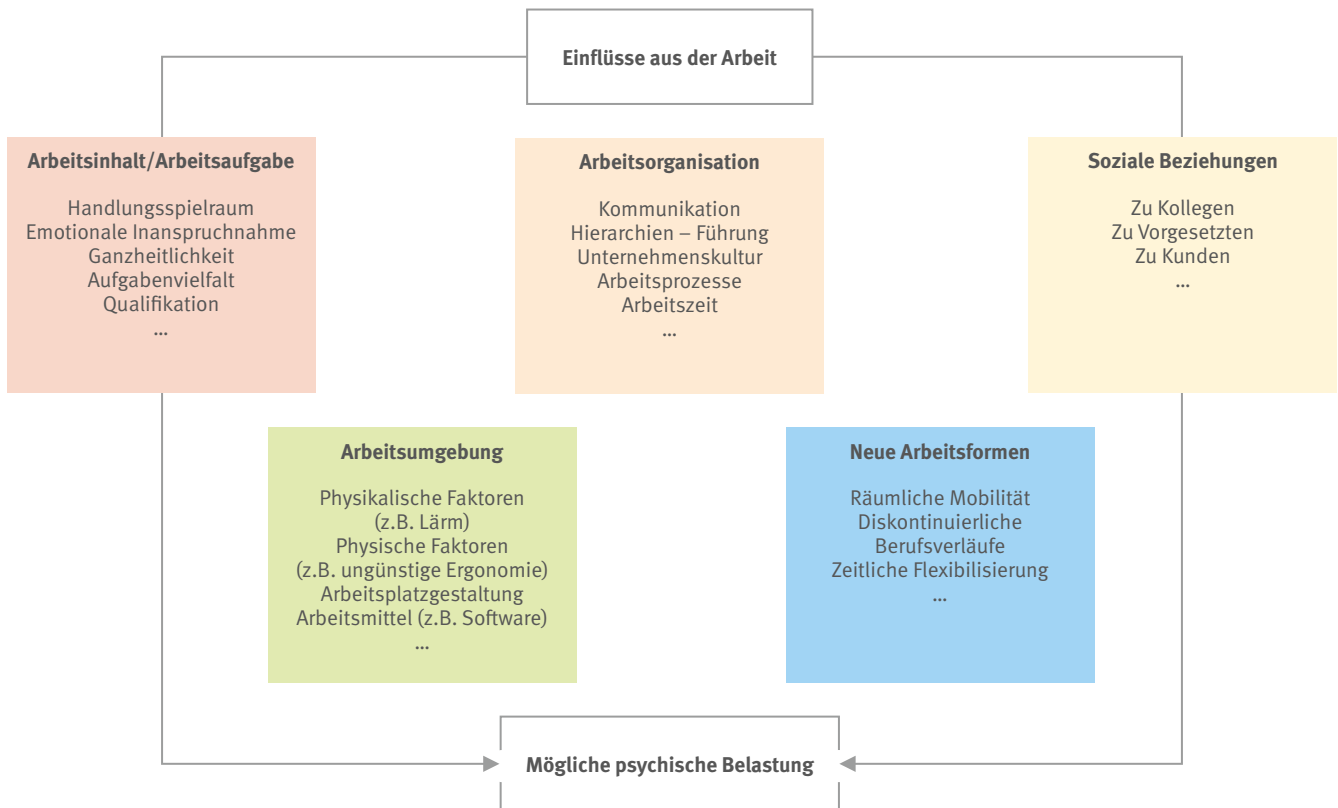 Einflüsse aus der Arbeit
Arbeitsinhalt/Arbeitsaufgabe
Handlungsspielraum
Emotionale Inanspruchnahme
Ganzheitlichkeit
Aufgabenvielfalt
Qualifikation
...
Arbeitsorganisation
Kommunikation
Hierarchien – Führung
Unternehmenskultur
Arbeitsprozesse
Arbeitszeit
...
Soziale Beziehungen
Zu Kollegen
Zu Vorgesetzten
Zu Kunden
...
Arbeitsumgebung
Physikalische Faktoren
(z.B. Lärm)
Physische Faktoren
(z.B. ungünstige Ergonomie)
Arbeitsplatzgestaltung
Arbeitsmittel (z.B. Software)
...
Neue Arbeitsformen
Räumliche Mobilität
Diskontinuierliche
Berufsverläufe
Zeitliche Flexibilisierung
...
Mögliche psychische Belastung